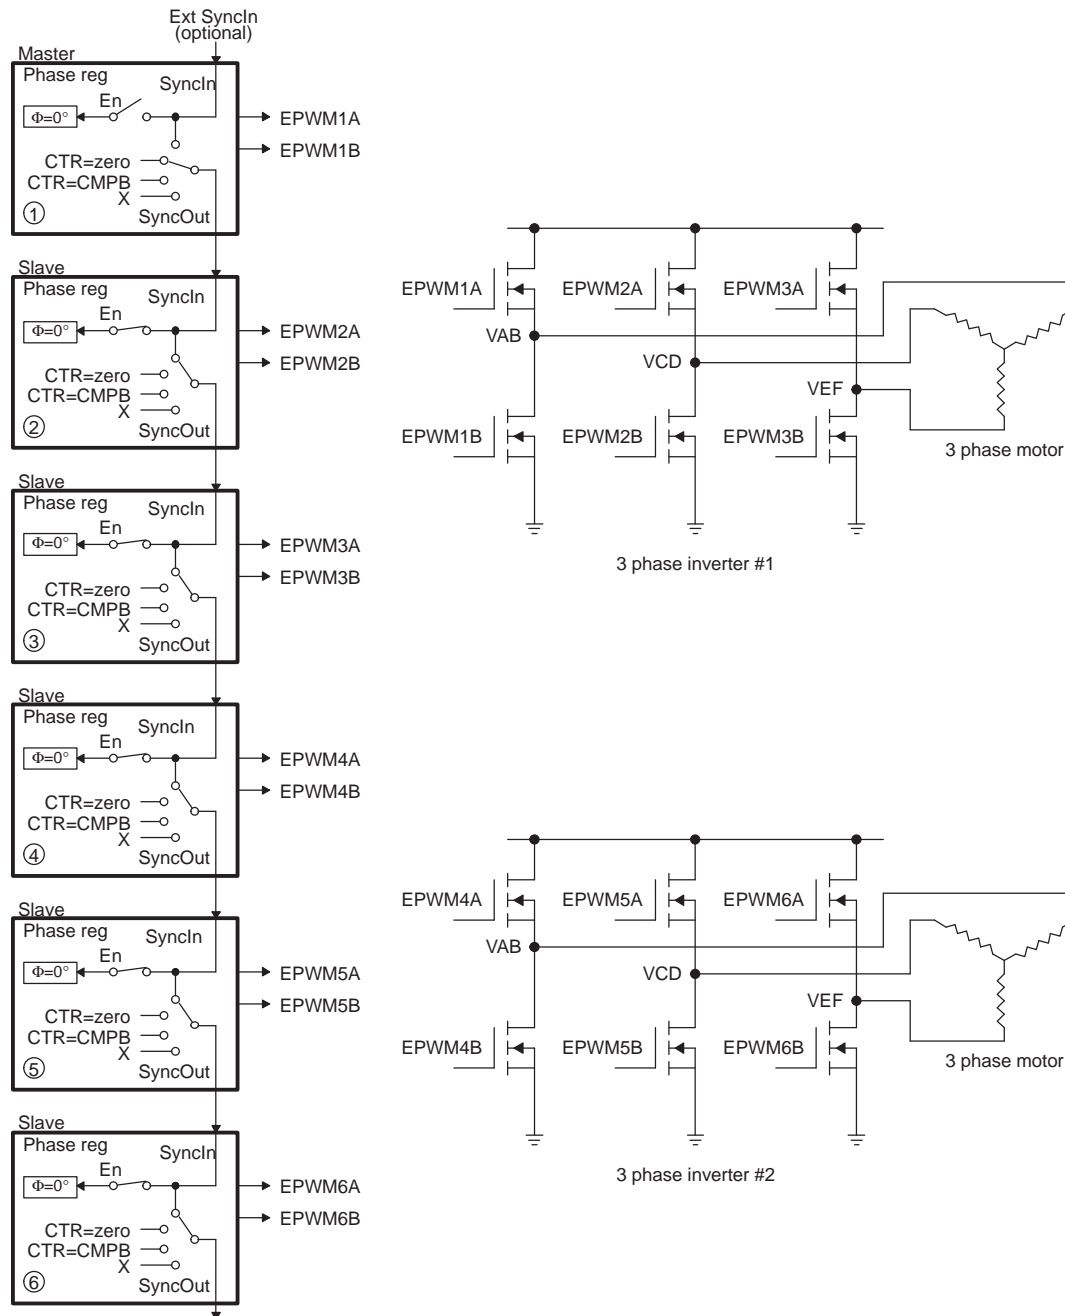 Ext SyncIn
(optional)
Master
Phase reg
SyncIn
En
Φ=0°
EPWM1A
EPWM1B
CTR=zero
CTR=CMPB
X
1
SyncOut
Slave
Phase reg
SyncIn
En
Φ=0°
EPWM2A
EPWM2B
CTR=zero
CTR=CMPB
X
2
SyncOut
Slave
Phase reg
SyncIn
En
Φ=0°
EPWM3A
EPWM3B
CTR=zero
CTR=CMPB
X
3
SyncOut
Slave
Phase reg
SyncIn
En
Φ=0°
EPWM4A
EPWM4B
CTR=zero
CTR=CMPB
X
4
SyncOut
Slave
Phase reg
SyncIn
En
Φ=0°
EPWM5A
EPWM5B
CTR=zero
CTR=CMPB
X
5
SyncOut
Slave
Phase reg
SyncIn
En
Φ=0°
EPWM6A
EPWM6B
CTR=zero
CTR=CMPB
X
6
SyncOut
EPWM1A
EPWM2A
EPWM3A
VAB
VCD
VEF
EPWM1B
EPWM2B
EPWM3B
3 phase motor
3 phase inverter #1
EPWM4A
EPWM5A
EPWM6A
VAB
VCD
VEF
EPWM4B
EPWM5B
EPWM6B
3 phase motor
3 phase inverter #2